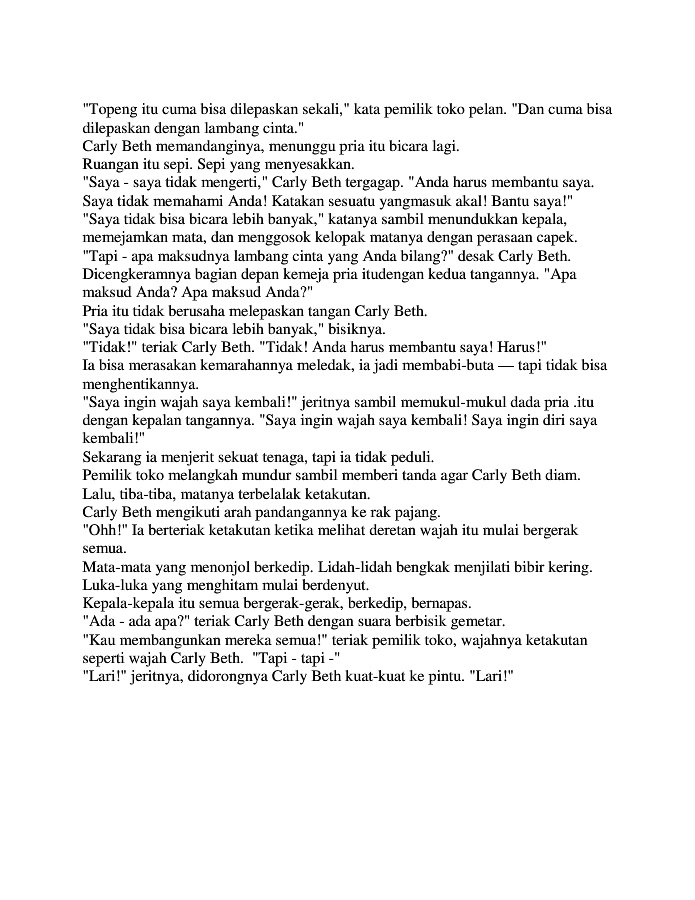 "Topeng itu cuma bisa dilepaskan sekali," kata pemilik toko pelan. "Dan cuma bisa
dilepaskan dengan lambang cinta."
Carly Beth memandanginya, menunggu pria itu bicara lagi.
Ruangan itu sepi. Sepi yang menyesakkan.
"Saya - saya tidak mengerti," Carly Beth tergagap. "Anda harus membantu saya.
Saya tidak memahami Anda! Katakan sesuatu yangmasuk akal! Bantu saya!"
"Saya tidak bisa bicara lebih banyak," katanya sambil menundukkan kepala,
memejamkan mata, dan menggosok kelopak matanya dengan perasaan capek.
"Tapi - apa maksudnya lambang cinta yang Anda bilang?" desak Carly Beth.
Dicengkeramnya bagian depan kemeja pria itudengan kedua tangannya. "Apa
maksud Anda? Apa maksud Anda?"
Pria itu tidak berusaha melepaskan tangan Carly Beth.
"Saya tidak bisa bicara lebih banyak," bisiknya.
"Tidak!" teriak Carly Beth. "Tidak! Anda harus membantu saya! Harus!"
Ia bisa merasakan kemarahannya meledak, ia jadi membabi-buta — tapi tidak bisa
menghentikannya.
"Saya ingin wajah saya kembali!" jeritnya sambil memukul-mukul dada pria .itu
dengan kepalan tangannya. "Saya ingin wajah saya kembali! Saya ingin diri saya
kembali!"
Sekarang ia menjerit sekuat tenaga, tapi ia tidak peduli.
Pemilik toko melangkah mundur sambil memberi tanda agar Carly Beth diam.
Lalu, tiba-tiba, matanya terbelalak ketakutan.
Carly Beth mengikuti arah pandangannya ke rak pajang.
"Ohh!" Ia berteriak ketakutan ketika melihat deretan wajah itu mulai bergerak
semua.
Mata-mata yang menonjol berkedip. Lidah-lidah bengkak menjilati bibir kering.
Luka-luka yang menghitam mulai berdenyut.
Kepala-kepala itu semua bergerak-gerak, berkedip, bernapas.
"Ada - ada apa?" teriak Carly Beth dengan suara berbisik gemetar.
"Kau membangunkan mereka semua!" teriak pemilik toko, wajahnya ketakutan
seperti wajah Carly Beth.  "Tapi - tapi -"
"Lari!" jeritnya, didorongnya Carly Beth kuat-kuat ke pintu. "Lari!"